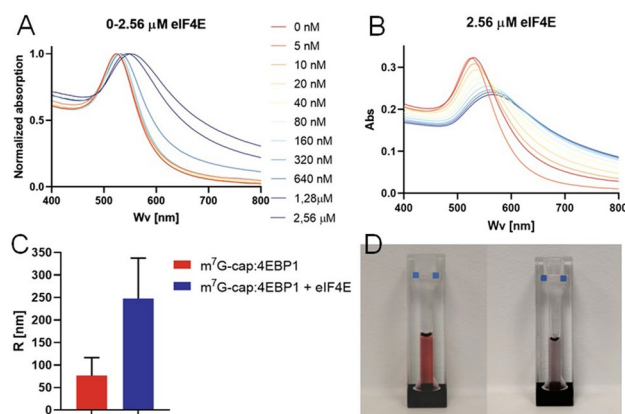 A
0-2.56 µM eIF4E
Normalized absorption
1.0
0.5
0.0
400 500 600 700 800
Wv [nm]
0 nM
5 nM
10 nM
20 nM
40 nM
80 nM
160 nM
320 nM
640 nM
1,28µM
2,56 µM
B
2.56 µM eIF4E
Abs
0.3
0.2
0.1
0.0
400 500 600 700 800
Wv [nm]
C
R [nm]
350
300
250
200
150
100
50
0
m⁷G-cap:4EBP1
m⁷G-cap:4EBP1 + eIF4E
D